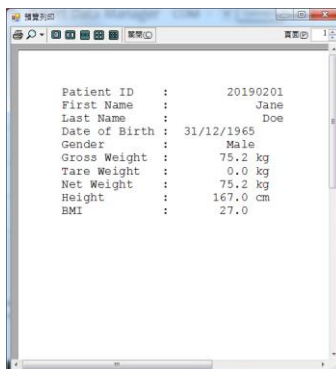 預覽列印
關閉(C) 頁面(P) 1
Patient ID : 20190201
First Name : Jane
Last Name : Doe
Date of Birth : 31/12/1965
Gender : Male
Gross Weight : 75.2 kg
Tare Weight : 0.0 kg
Net Weight : 75.2 kg
Height : 167.0 cm
BMI : 27.0